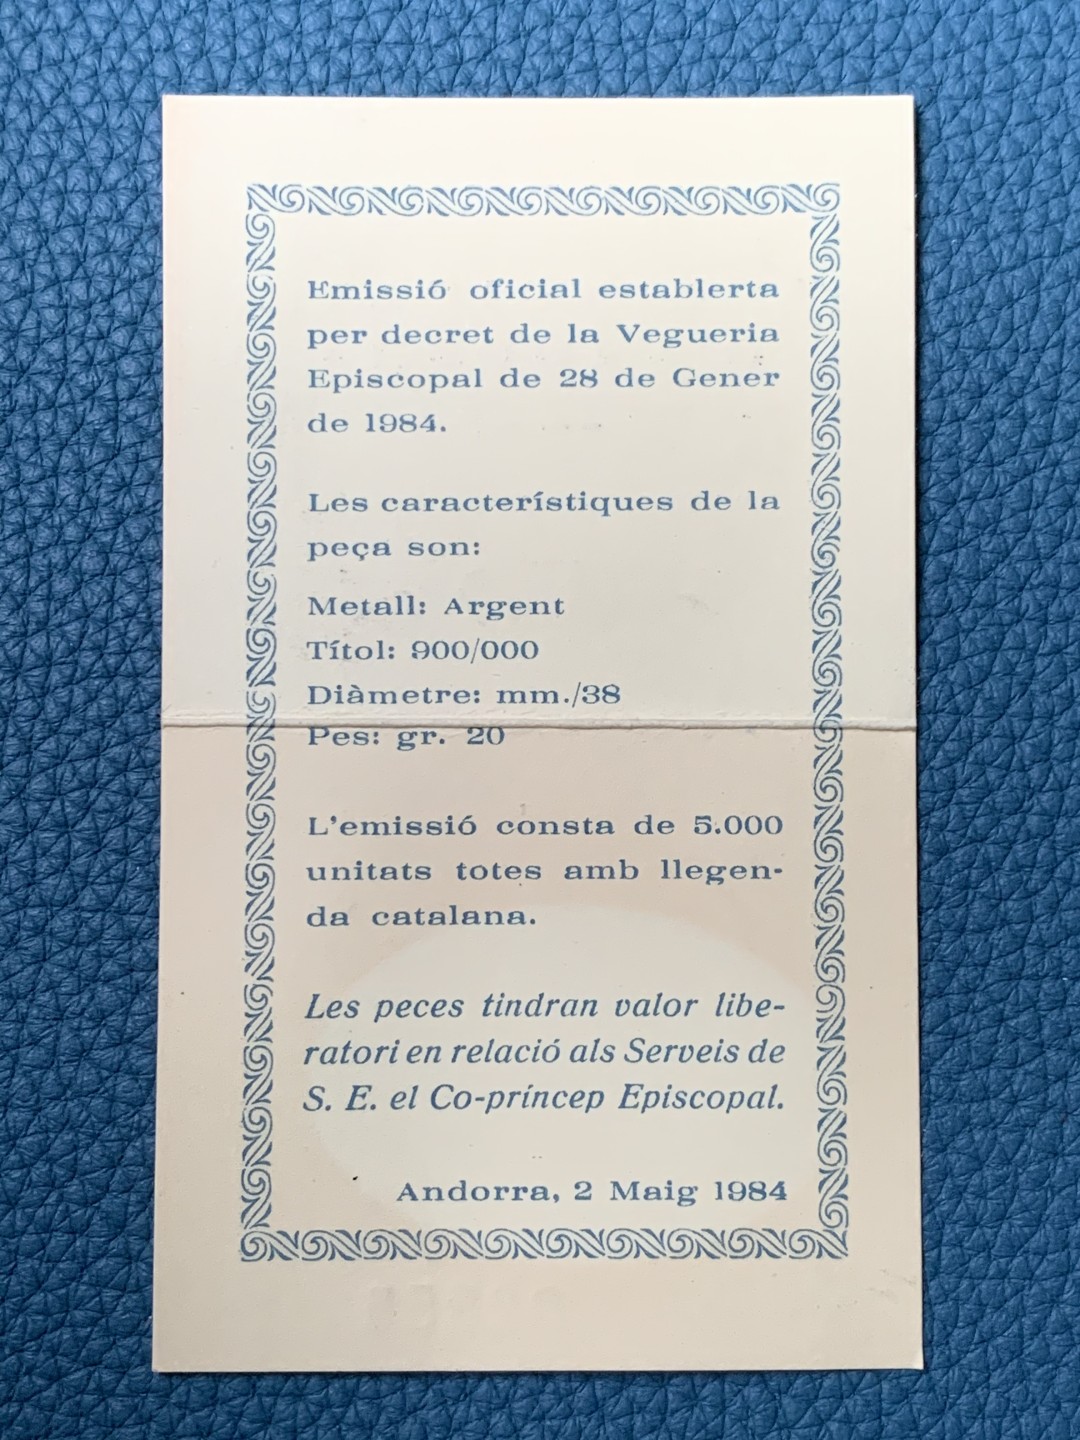 Emissió oficial establerta
per decret de la Vegueria
Episcopal de 28 de Gener
de 1984.
Les característiques de la
peça son:
Metall: Argent
Títol: 900/000
Diàmetre: mm./38
Pes: gr. 20
L'emissió consta de 5.000
unitats totes amb llegen-
da catalana.
Les peces tindran valor libe-
ratori en relació als Serveis de
S. E. el Co-príncep Episcopal.
Andorra, 2 Maig 1984